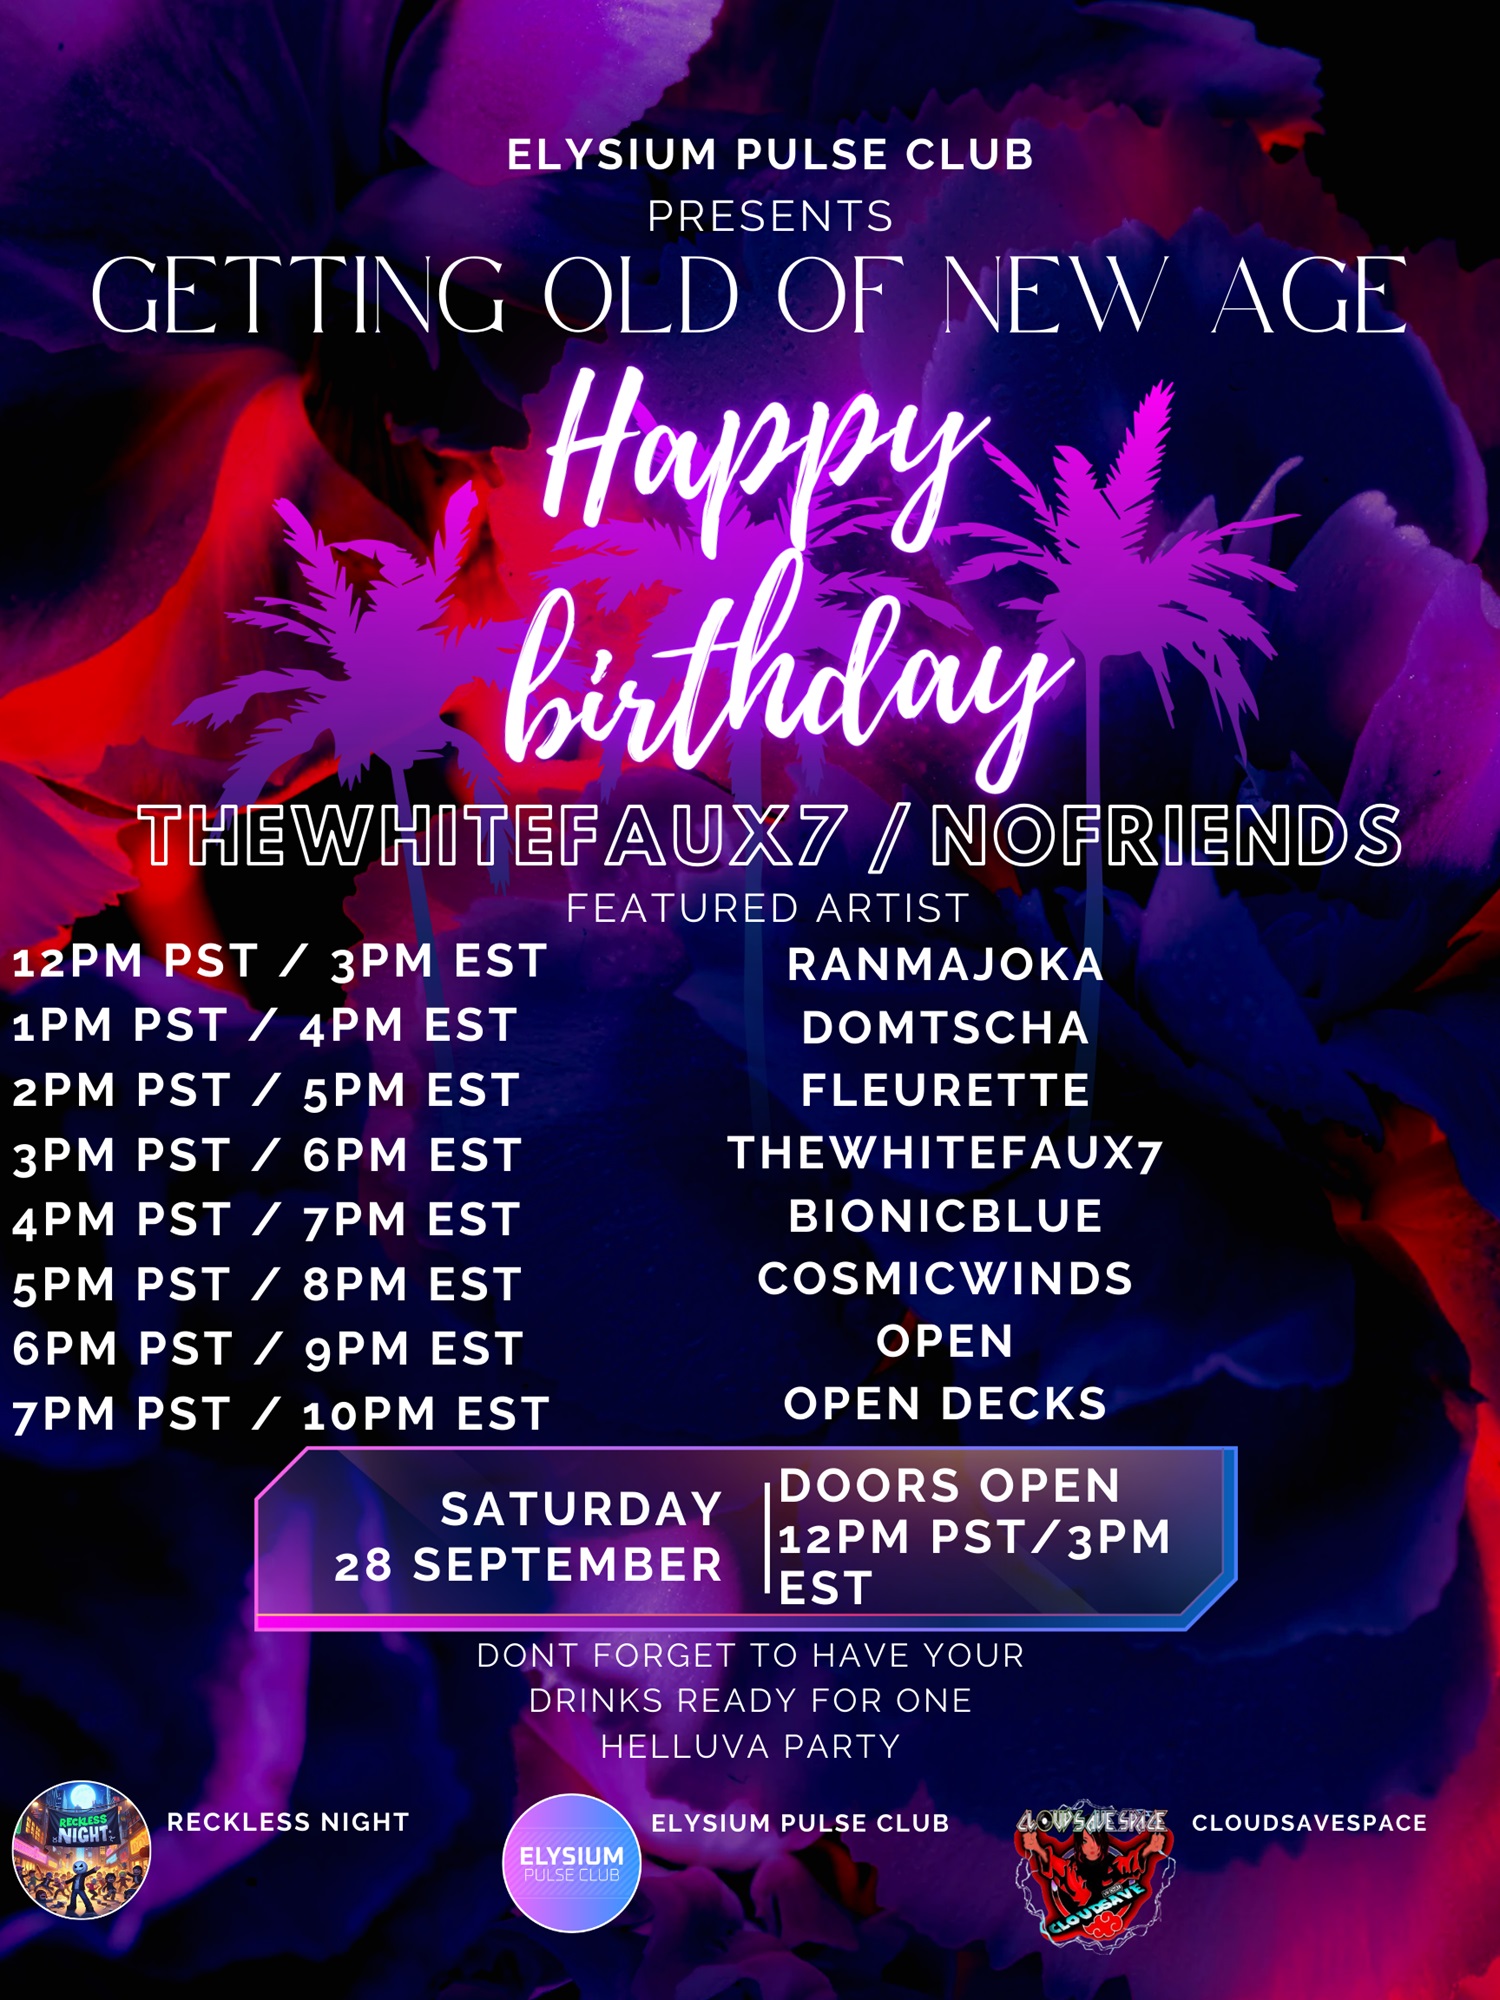 ELYSIUM PULSE CLUB
PRESENTS
GETTING OLD OF NEW AGE
Happy
birthday
THEWHITEFAUX7 / NOFRIENDS
FEATURED ARTIST
12PM PST / 3PM EST RANMAJOKA
1PM PST / 4PM EST DOMTSCHA
2PM PST / 5PM EST FLEURETTE
3PM PST / 6PM EST THEWHITEFAUX7
4PM PST / 7PM EST BIONICBLUE
5PM PST / 8PM EST COSMICWINDS
6PM PST / 9PM EST OPEN
7PM PST / 10PM EST OPEN DECKS
SATURDAY
28 SEPTEMBER
DOORS OPEN
12PM PST/3PM
EST
DONT FORGET TO HAVE YOUR
DRINKS READY FOR ONE
HELLUVA PARTY
RECKLESS
NIGHT
RECKLESS NIGHT
ELYSIUM
PULSE CLUB
ELYSIUM PULSE CLUB
CLOUDSAVESPACE
CLOUDSAVE
CLOUDSAVESPACE